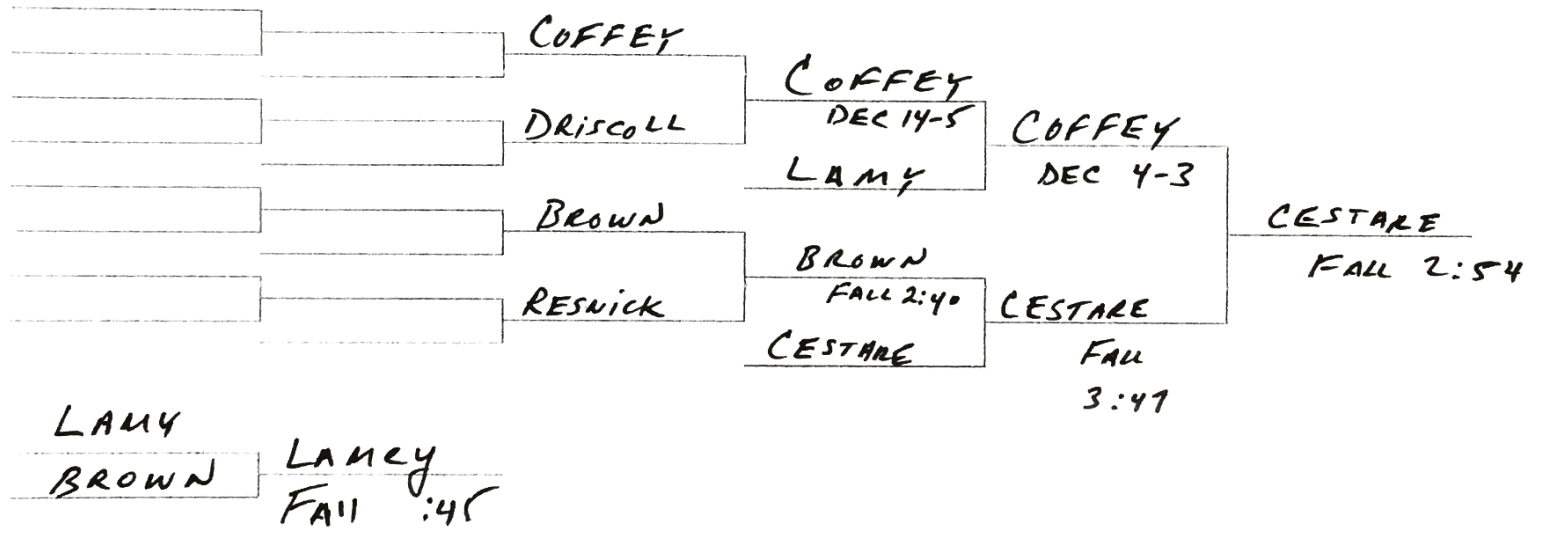 COFFEY
DRISCOLL
BROWN
RESNICK
COFFEY
DEC 14-5
LAMY
BROWN
FALL 2:40
CESTARE
COFFEY
DEC 4-3
CESTARE
FALL
3:47
CESTARE
FALL 2:54
LAMY
BROWN
LAMEY
FAll :45